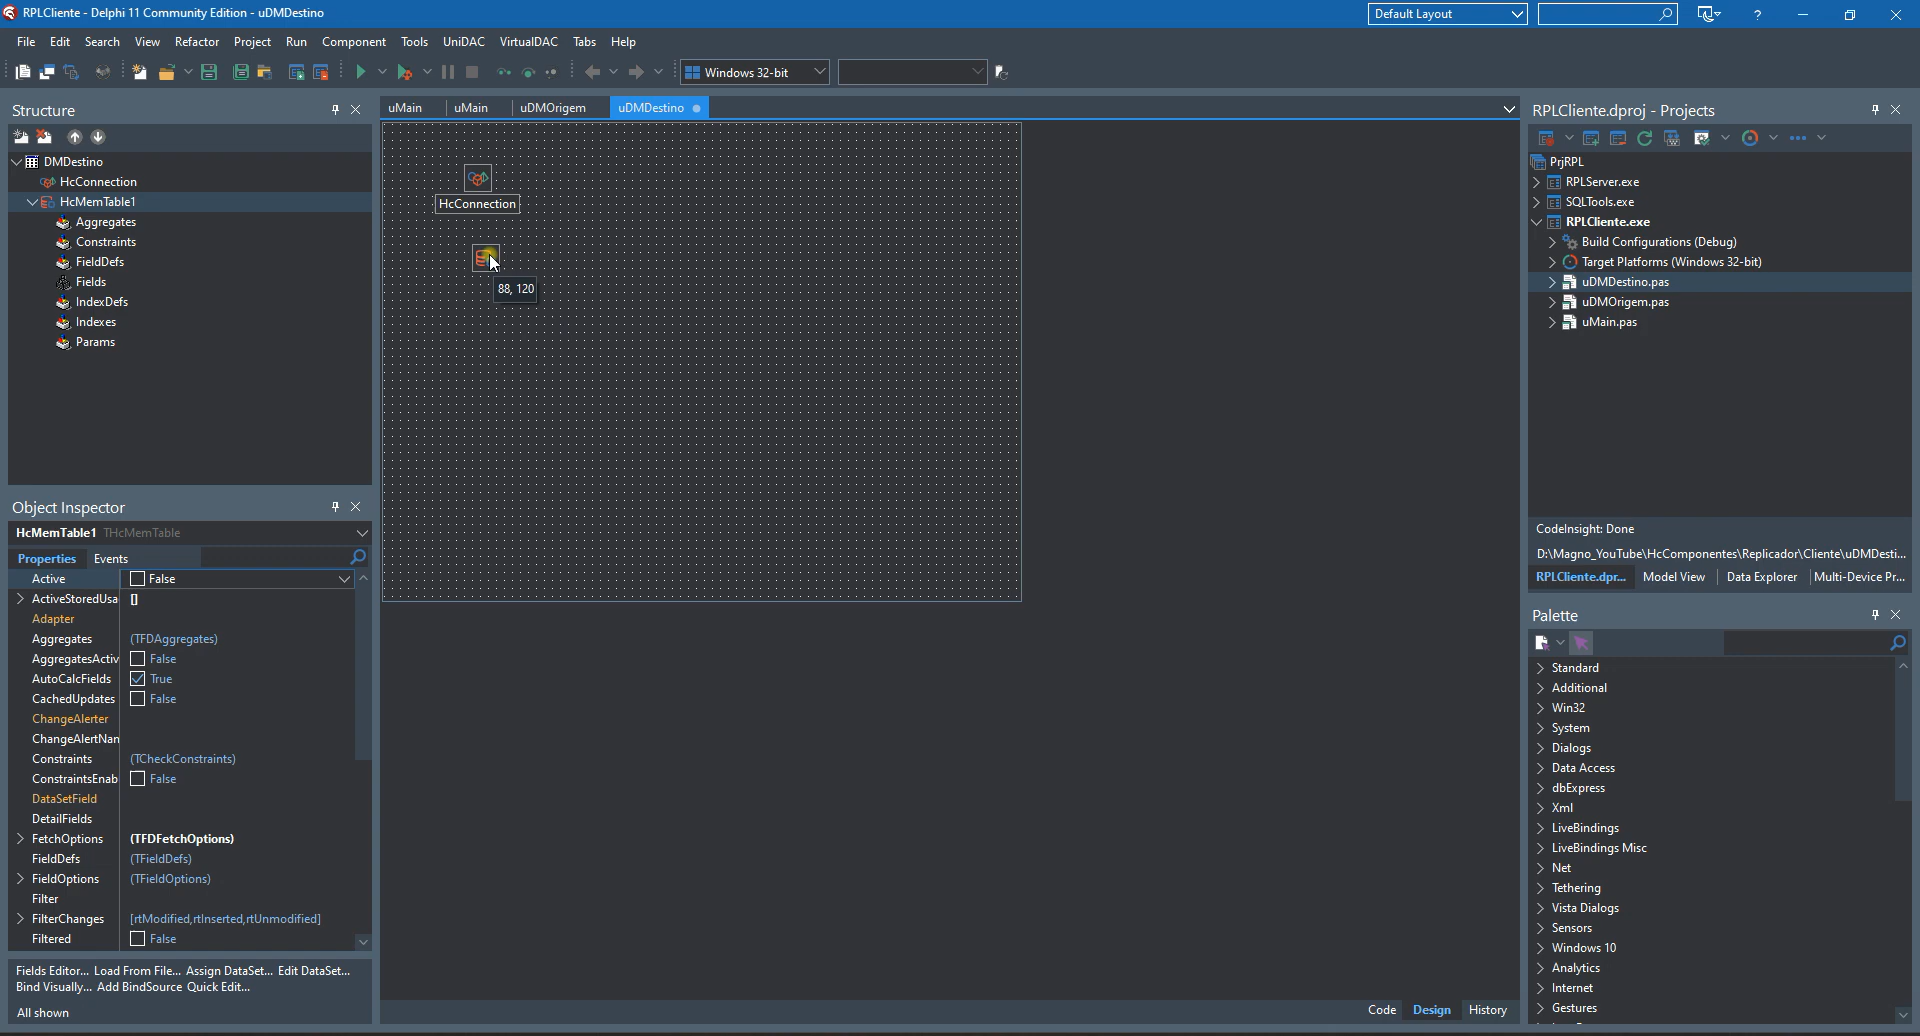 RPLCliente - Delphi 11 Community Edition - uDMDestino
Default Layout
?
File Edit Search View Refactor Project Run Component Tools UniDAC VirtualDAC Tabs Help
Windows 32-bit
Structure
DMDestino
HcConnection
HcMemTable1
Aggregates
Constraints
FieldDefs
Fields
IndexDefs
Indexes
Params
Object Inspector
HcMemTable1 THcMemTable
Properties Events
Active False
ActiveStoredUsa []
Adapter
Aggregates (TFDAggregates)
AggregatesActiv False
AutoCalcFields True
CachedUpdates False
ChangeAlerter
ChangeAlertNan
Constraints (TCheckConstraints)
ConstraintsEnab False
DataSetField
DetailFields
FetchOptions (TFDFetchOptions)
FieldDefs (TFieldDefs)
FieldOptions (TFieldOptions)
Filter
FilterChanges [rtModified,rtInserted,rtUnmodified]
Filtered False
Fields Editor... Load From File... Assign DataSet... Edit DataSet...
Bind Visually... Add BindSource Quick Edit...
All shown
uMain uMain uDMOrigem uDMDestino
HcConnection
88, 120
Code Design History
RPLCliente.dproj - Projects
PrjRPL
RPLServer.exe
SQLTools.exe
RPLCliente.exe
Build Configurations (Debug)
Target Platforms (Windows 32-bit)
uDMDestino.pas
uDMOrigem.pas
uMain.pas
CodeInsight: Done
D:\Magno_YouTube\HcComponentes\Replicador\Cliente\uDMDesti...
RPLCliente.dpr... Model View Data Explorer Multi-Device Pr...
Palette
Standard
Additional
Win32
System
Dialogs
Data Access
dbExpress
Xml
LiveBindings
LiveBindings Misc
Net
Tethering
Vista Dialogs
Sensors
Windows 10
Analytics
Internet
Gestures